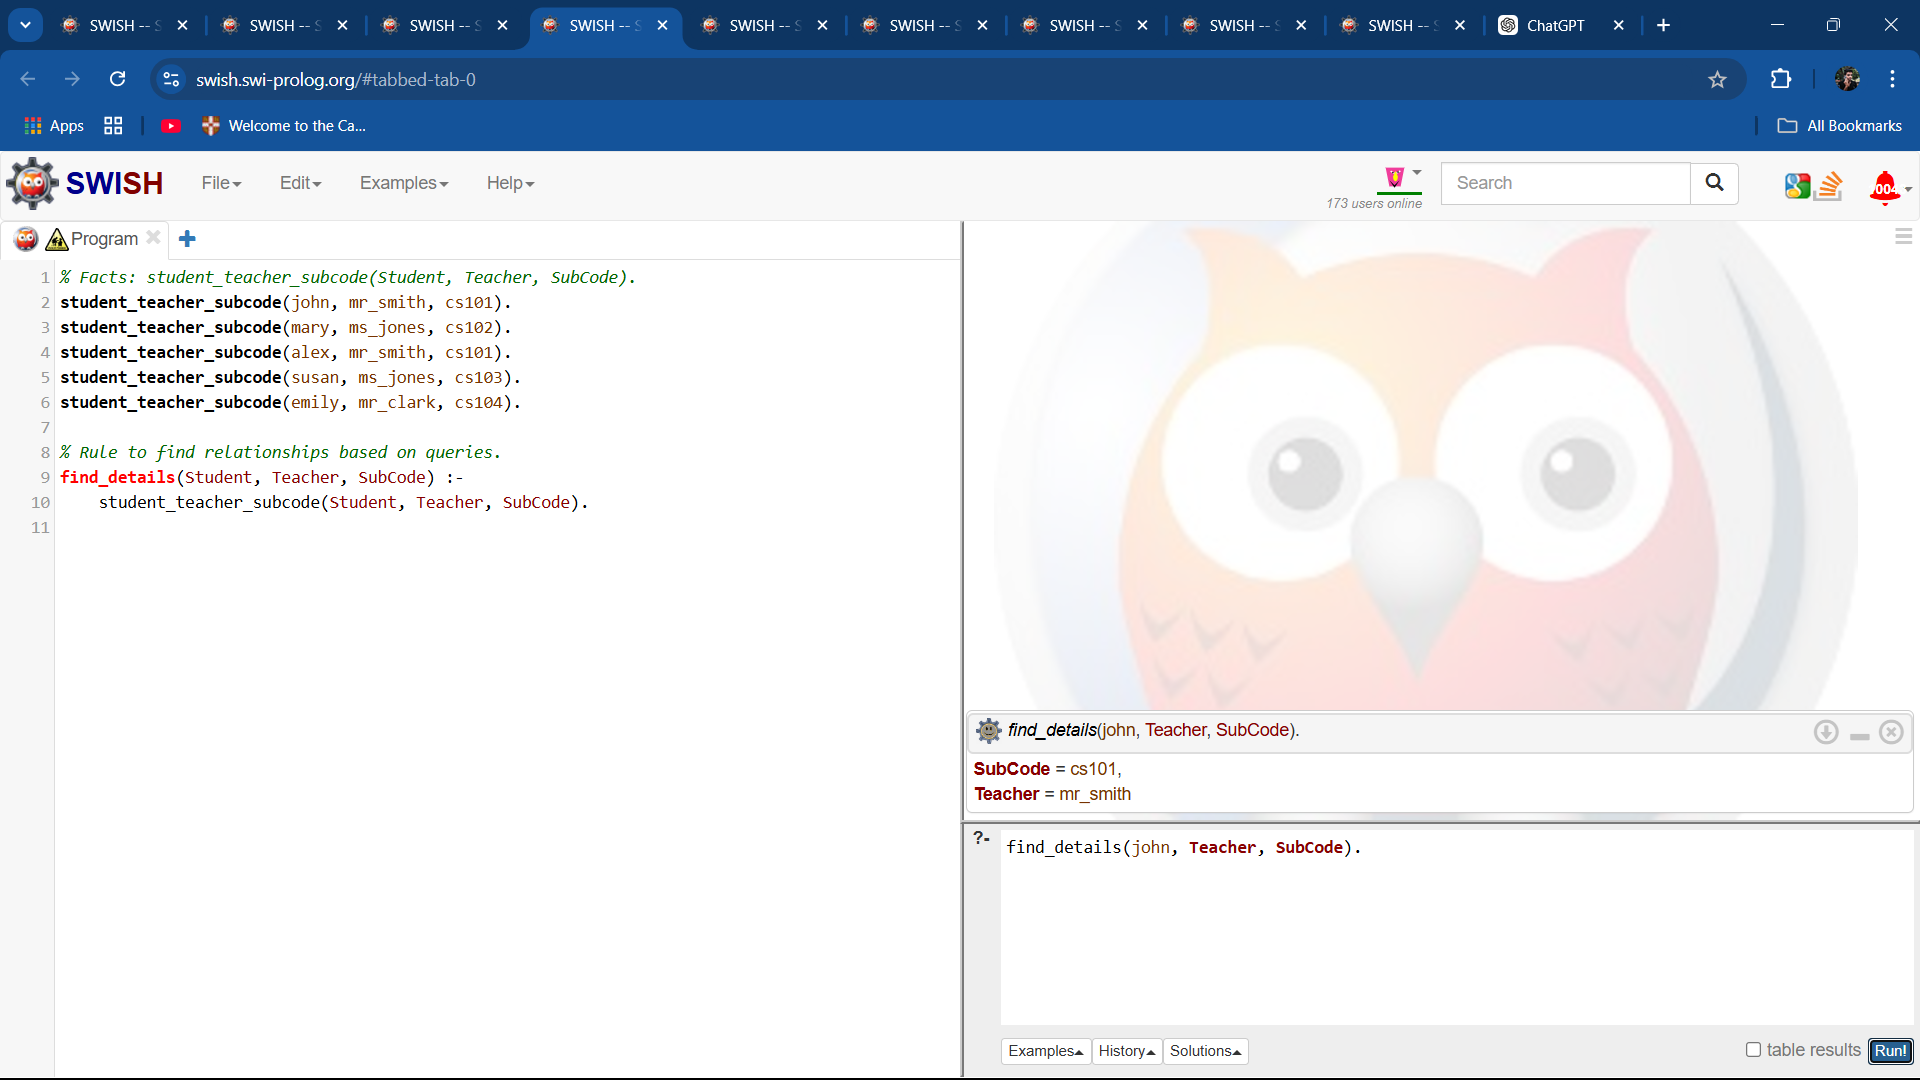 SWISH -- S SWISH -- S SWISH -- S SWISH -- S SWISH -- S SWISH -- S SWISH -- S SWISH -- S SWISH -- S ChatGPT
swish.swi-prolog.org/#tabbed-tab-0
Apps Welcome to the Ca... All Bookmarks
SWISH File Edit Examples Help Search
173 users online
Program
1 % Facts: student_teacher_subcode(Student, Teacher, SubCode).
2 student_teacher_subcode(john, mr_smith, cs101).
3 student_teacher_subcode(mary, ms_jones, cs102).
4 student_teacher_subcode(alex, mr_smith, cs101).
5 student_teacher_subcode(susan, ms_jones, cs103).
6 student_teacher_subcode(emily, mr_clark, cs104).
7
8 % Rule to find relationships based on queries.
9 find_details(Student, Teacher, SubCode) :-
10 student_teacher_subcode(Student, Teacher, SubCode).
11
find_details(john, Teacher, SubCode).
SubCode = cs101,
Teacher = mr_smith
?- find_details(john, Teacher, SubCode).
Examples History Solutions table results Run!